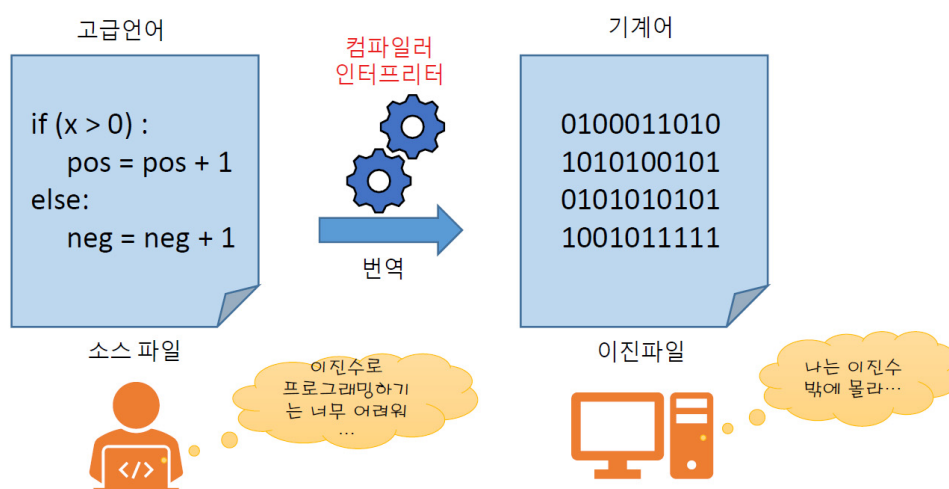 고급언어
컴파일러
인터프리터
기계어
if (x > 0) :
pos = pos + 1
else:
neg = neg + 1
0100011010
1010100101
0101010101
1001011111
번역
소스 파일
이진파일
이진수로
프로그래밍하기
는 너무 어려워
...
나는 이진수
밖에 몰라...
</>